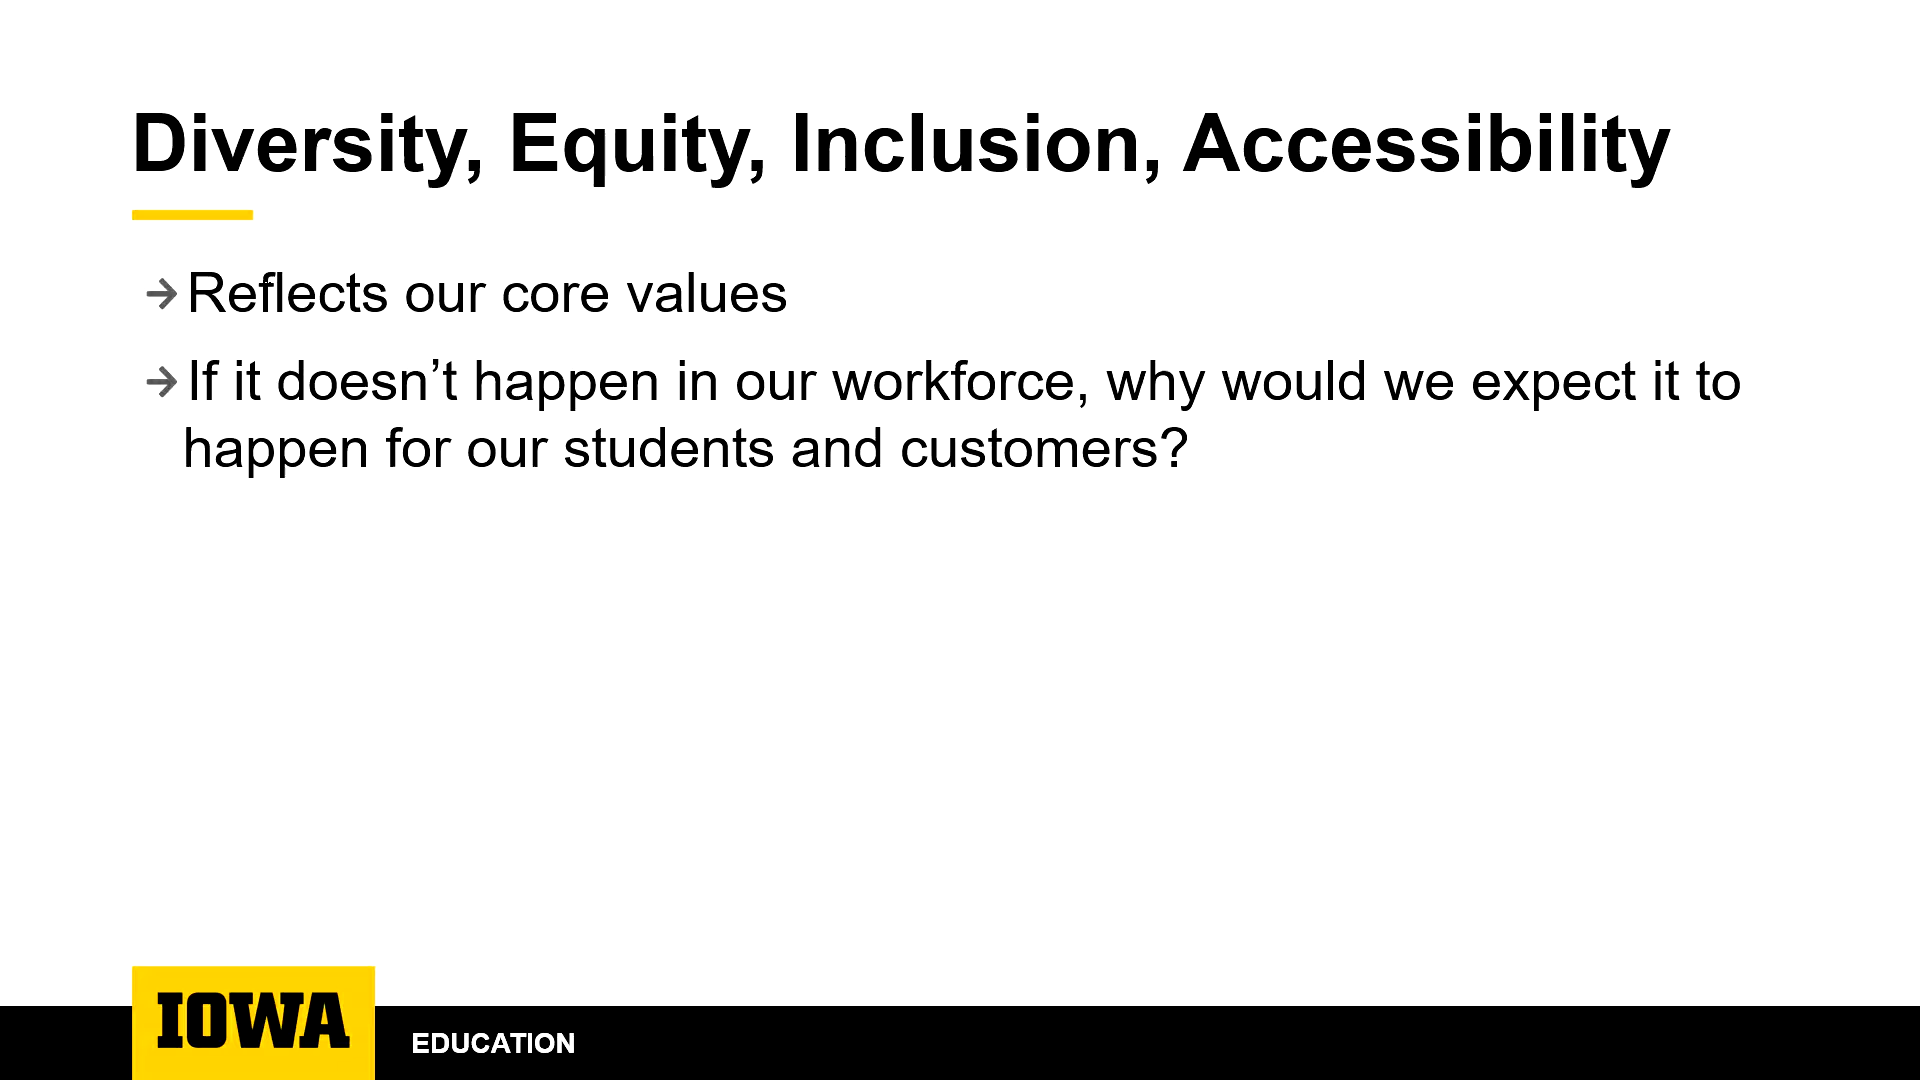 Diversity, Equity, Inclusion, Accessibility
→Reflects our core values
→If it doesn’t happen in our workforce, why would we expect it to
happen for our students and customers?
IOWA
EDUCATION